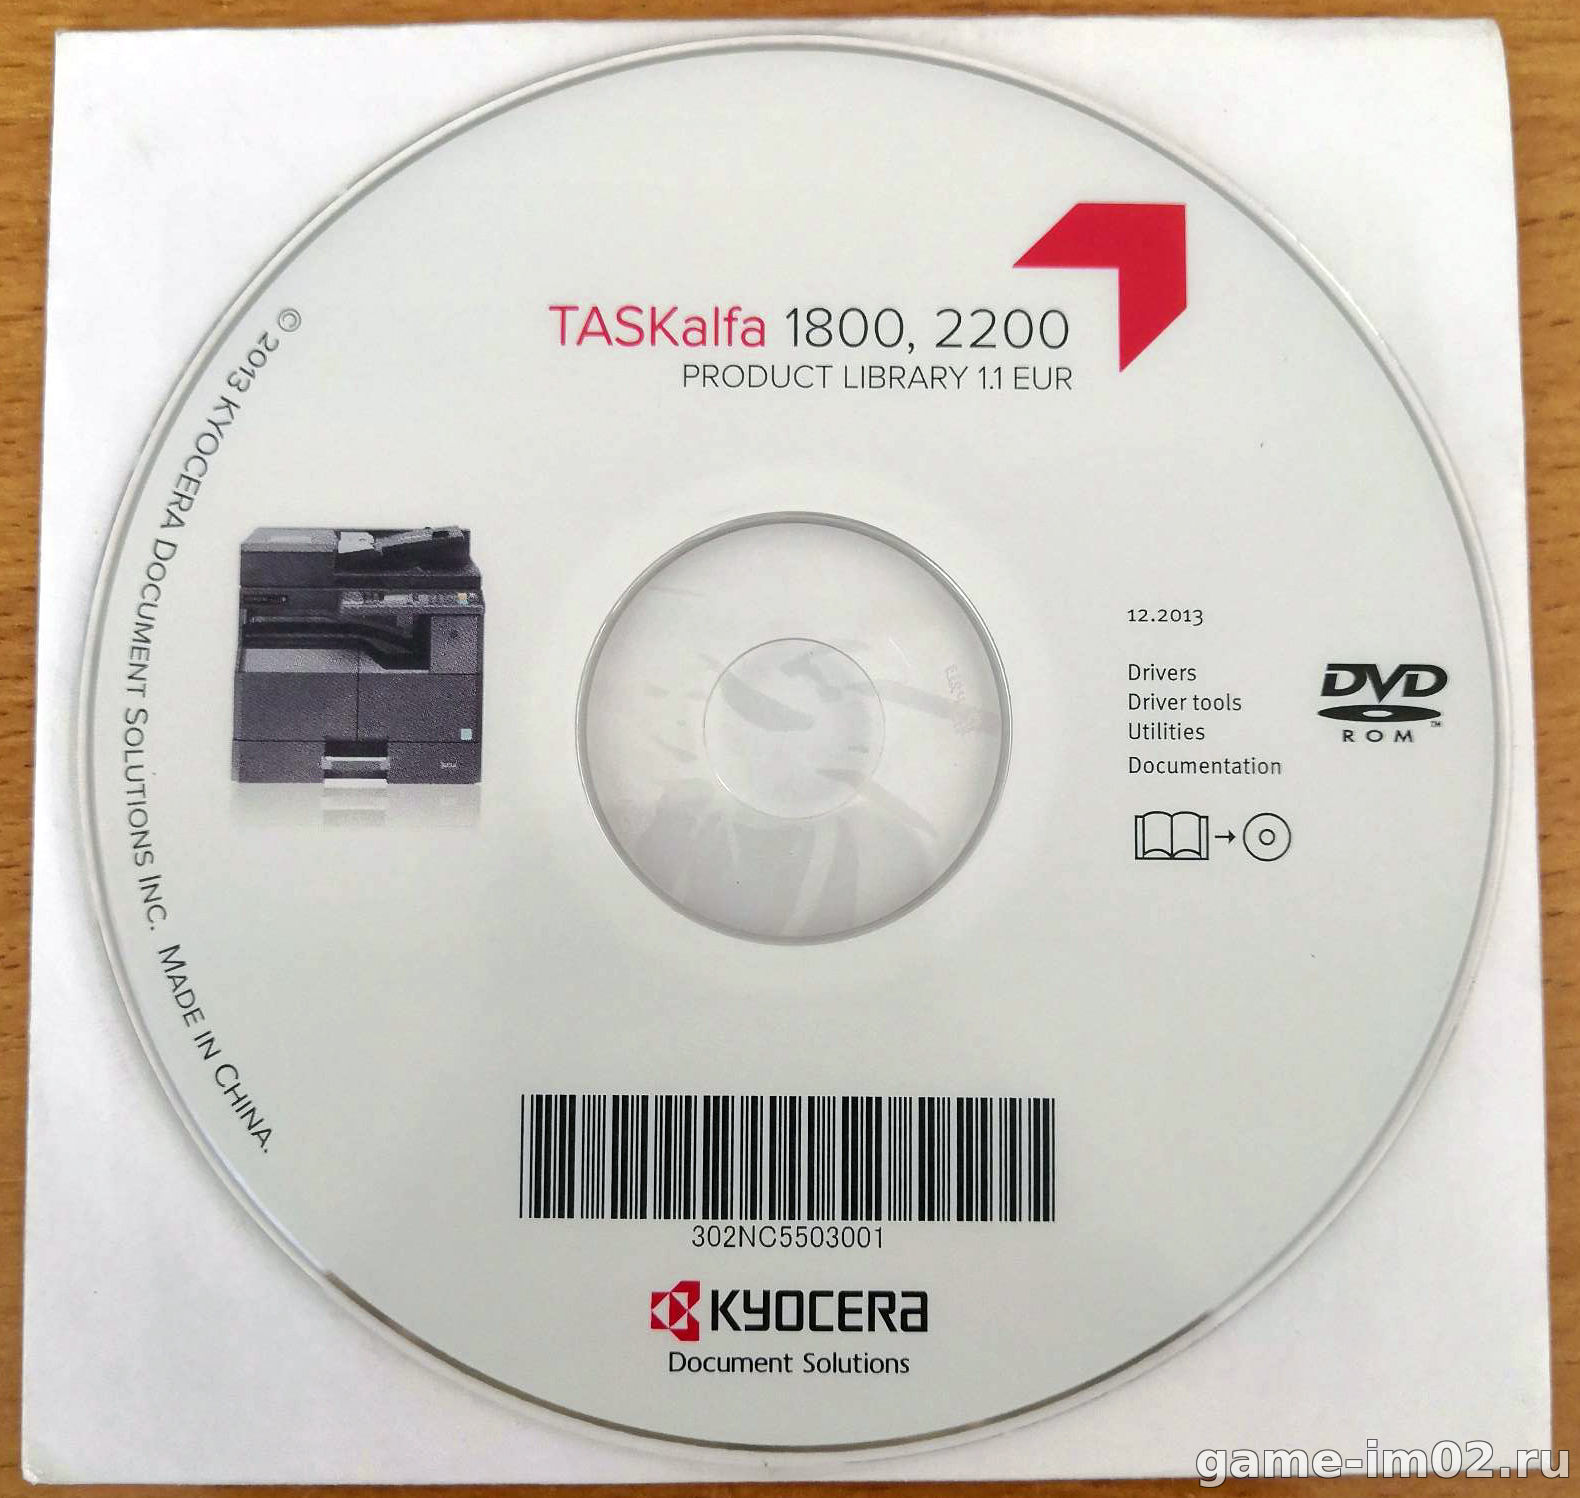 TASKalfa 1800, 2200
PRODUCT LIBRARY 1.1 EUR
© 2013 KYOCERA DOCUMENT SOLUTIONS INC. MADE IN CHINA.
12.2013
Drivers
Driver tools
Utilities
Documentation
DVD
™
ROM
302NC5503001
KYOCERA
Document Solutions
game-im02.ru